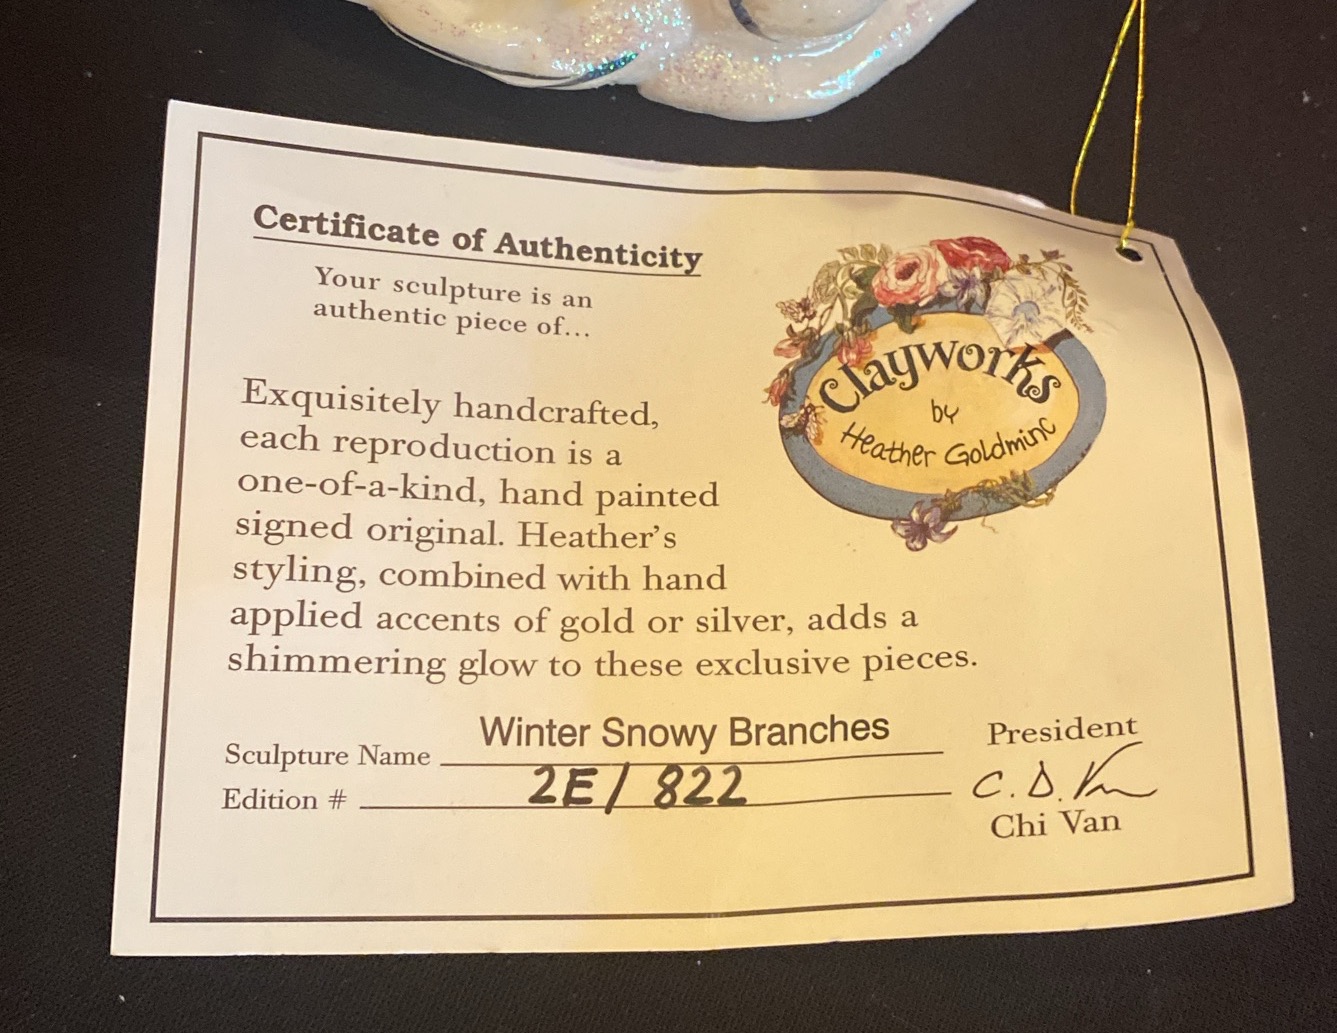 Certificate of Authenticity
Your sculpture is an
authentic piece of...
Clayworks
by
Heather Goldminc
Exquisitely handcrafted,
each reproduction is a
one-of-a-kind, hand painted
signed original. Heather's
styling, combined with hand
applied accents of gold or silver, adds a
shimmering glow to these exclusive pieces.
Sculpture Name Winter Snowy Branches
Edition # 2E/822
President
C. D. Van
Chi Van